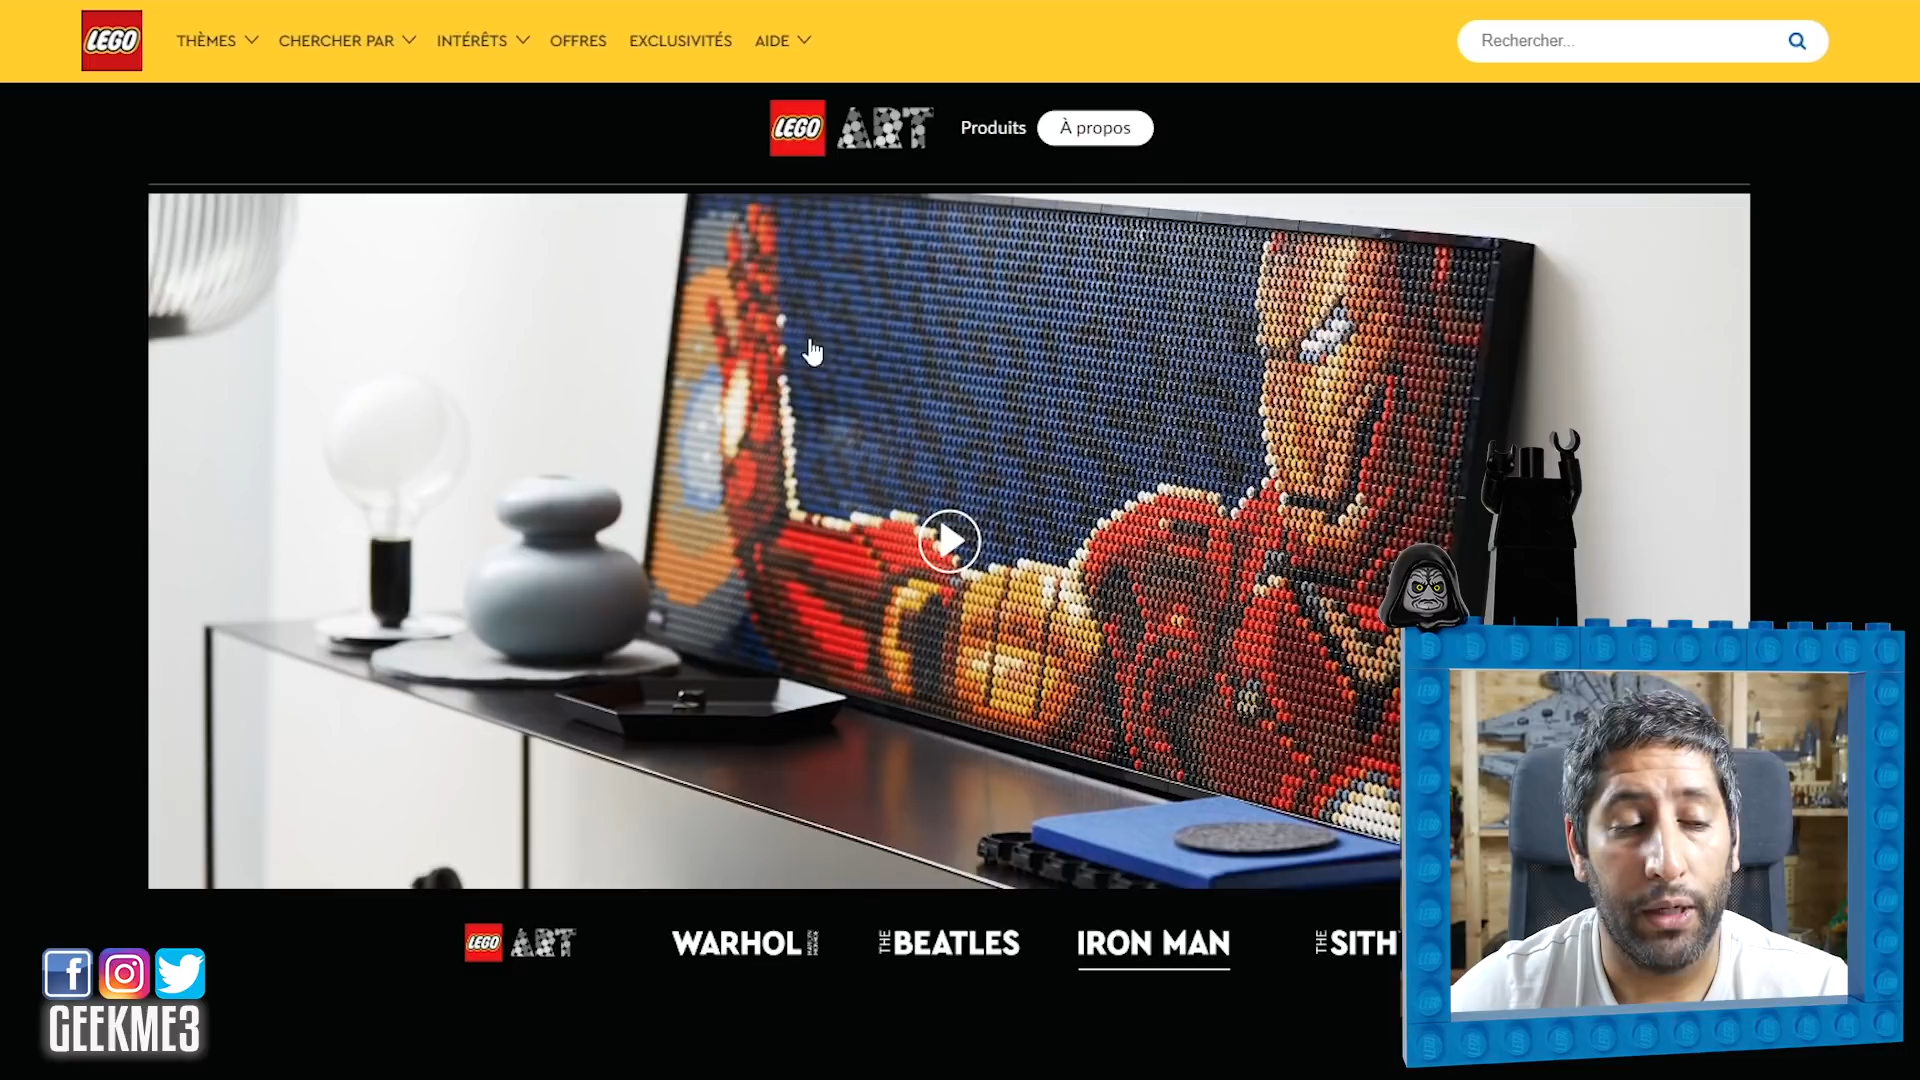 LEGO THÈMES CHERCHER PAR INTÉRÊTS OFFRES EXCLUSIVITÉS AIDE Rechercher...
LEGO ART Produits À propos
LEGO ART WARHOL THE BEATLES IRON MAN THE SITH
GEEKME3